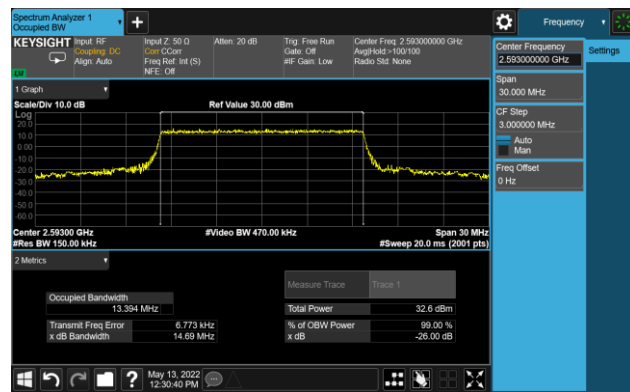 Spectrum Analyzer 1
Occupied BW
Frequency
KEYSIGHT
Input: RF
Coupling: DC
Align: Auto
Input Z: 50 Ω
Corr CCorr
Freq Ref: Int (S)
NFE: Off
Atten: 20 dB
Trig: Free Run
Gate: Off
#IF Gain: Low
Center Freq: 2.593000000 GHz
Avg|Hold:>100/100
Radio Std: None
Center Frequency
2.593000000 GHz
Settings
Span
30.000 MHz
CF Step
3.000000 MHz
Auto
Man
Freq Offset
0 Hz
1 Graph
Scale/Div 10.0 dB
Ref Value 30.00 dBm
Log
20.0
10.0
0.00
-10.0
-20.0
-30.0
-40.0
-50.0
-60.0
Center 2.59300 GHz
#Video BW 470.00 kHz
Span 30 MHz
#Res BW 150.00 kHz
#Sweep 20.0 ms (2001 pts)
2 Metrics
Measure Trace
Trace 1
Occupied Bandwidth
13.394 MHz
Total Power
32.6 dBm
Transmit Freq Error
6.773 kHz
% of OBW Power
99.00 %
x dB Bandwidth
14.69 MHz
x dB
-26.00 dB
?
May 13, 2022
12:30:40 PM